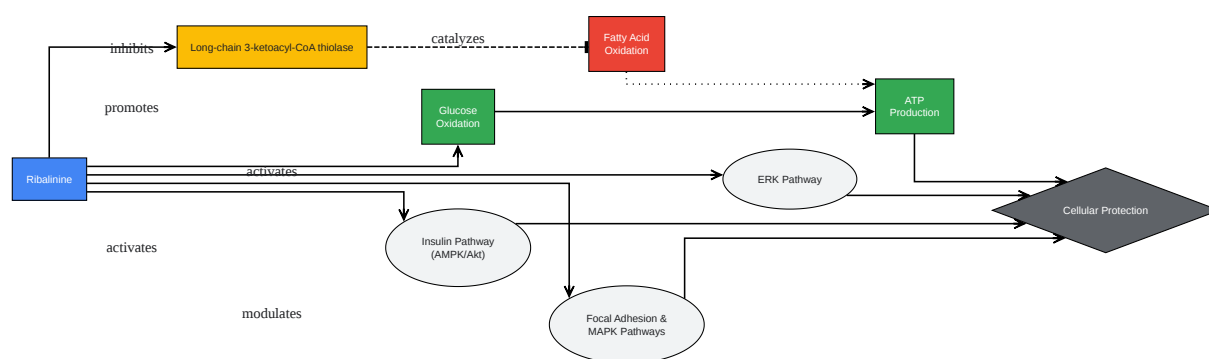 inhibits
Long-chain 3-ketoacyl-CoA thiolase
catalyzes
Fatty Acid
Oxidation
promotes
Glucose
Oxidation
ATP
Production
Ribalinine
activates
ERK Pathway
Cellular Protection
activates
Insulin Pathway
(AMPK/Akt)
modulates
Focal Adhesion &
MAPK Pathways